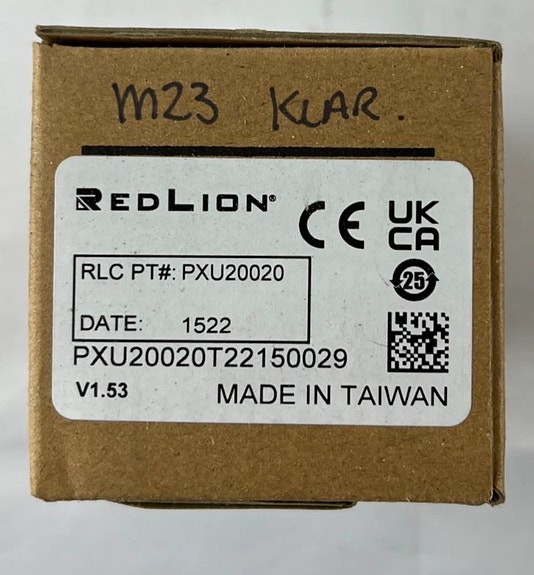 M23 KLAR.
REDLION®
CE UK CA
RLC PT#: PXU20020
25
DATE: 1522
PXU20020T22150029
V1.53 MADE IN TAIWAN